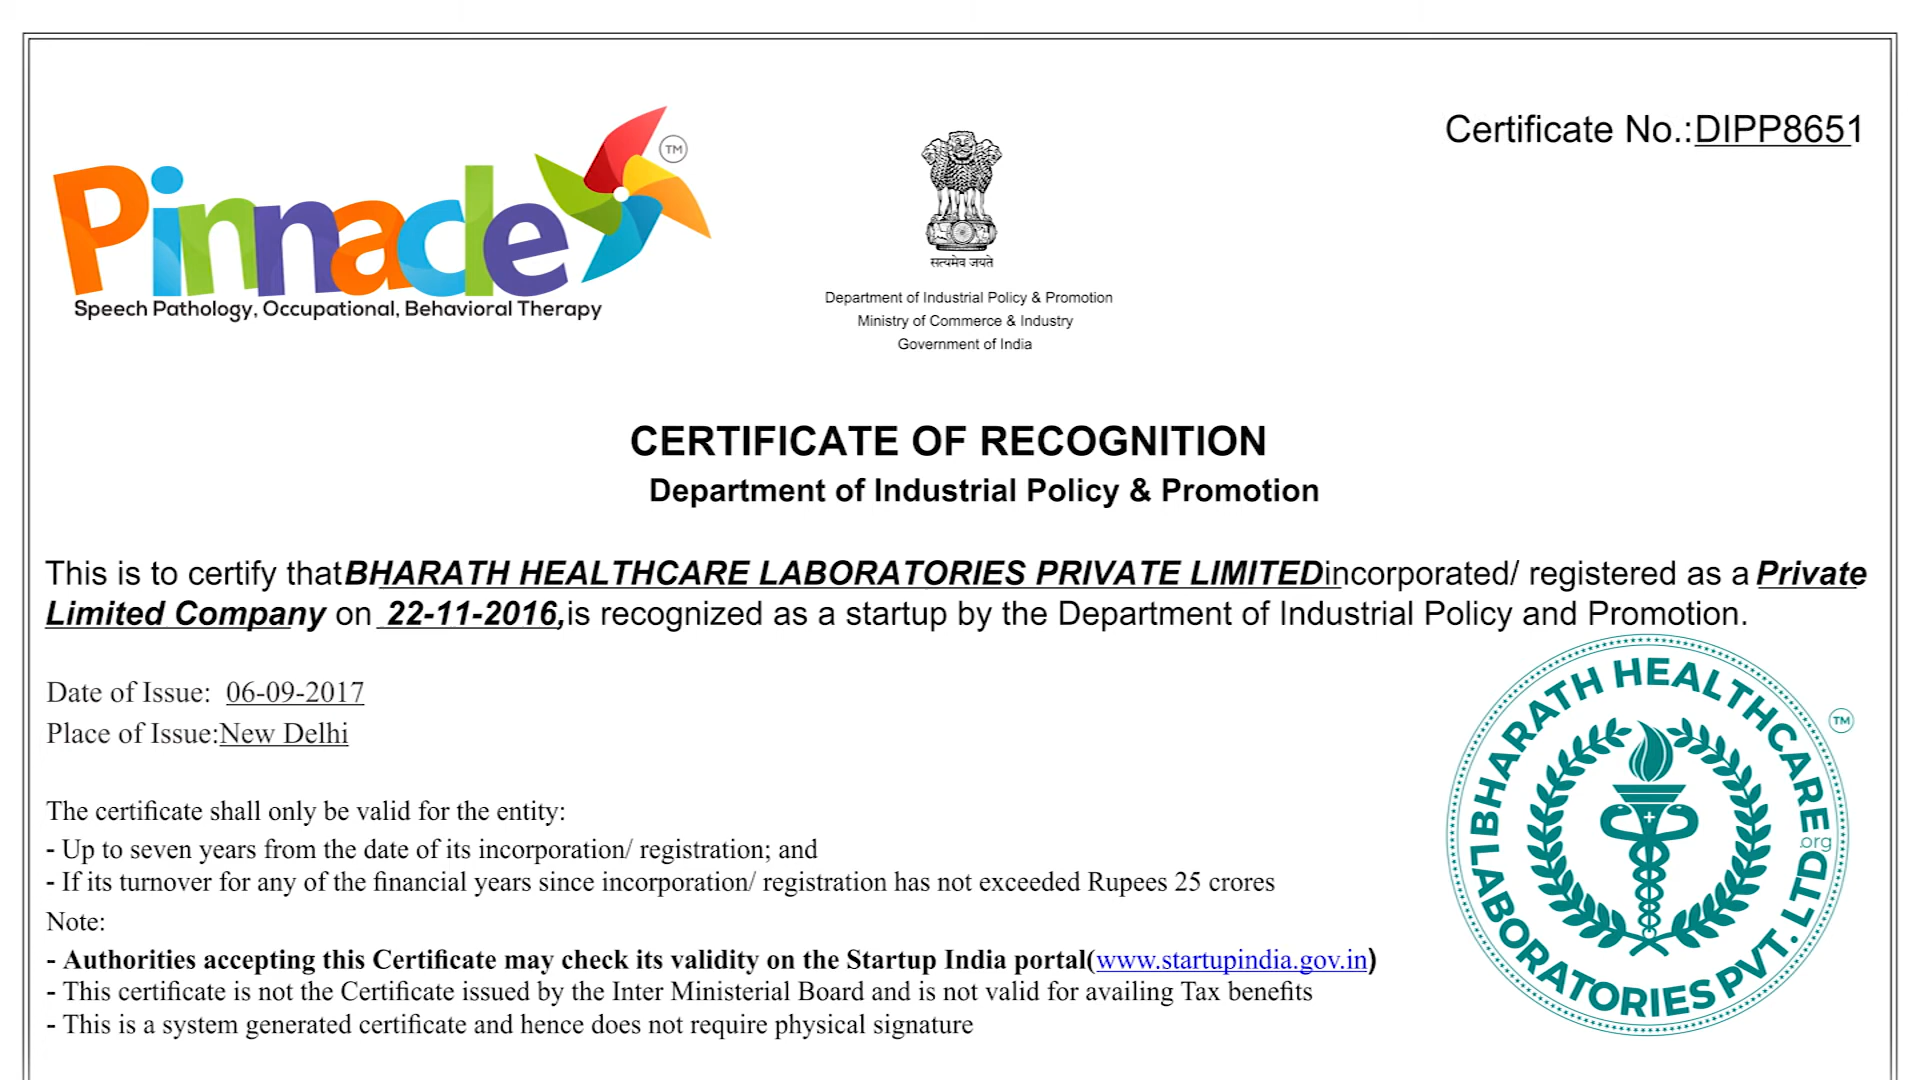 Certificate No.:DIPP8651
Pinnacle
TM
Speech Pathology, Occupational, Behavioral Therapy
सत्यमेव जयते
Department of Industrial Policy & Promotion
Ministry of Commerce & Industry
Government of India
CERTIFICATE OF RECOGNITION
Department of Industrial Policy & Promotion
This is to certify thatBHARATH HEALTHCARE LABORATORIES PRIVATE LIMITEDincorporated/ registered as a Private
Limited Company on 22-11-2016,is recognized as a startup by the Department of Industrial Policy and Promotion.
Date of Issue: 06-09-2017
Place of Issue:New Delhi
The certificate shall only be valid for the entity:
- Up to seven years from the date of its incorporation/ registration; and
- If its turnover for any of the financial years since incorporation/ registration has not exceeded Rupees 25 crores
Note:
- Authorities accepting this Certificate may check its validity on the Startup India portal(www.startupindia.gov.in)
- This certificate is not the Certificate issued by the Inter Ministerial Board and is not valid for availing Tax benefits
- This is a system generated certificate and hence does not require physical signature
BHARATH HEALTHCARE
.org
LABORATORIES PVT. LTD
TM